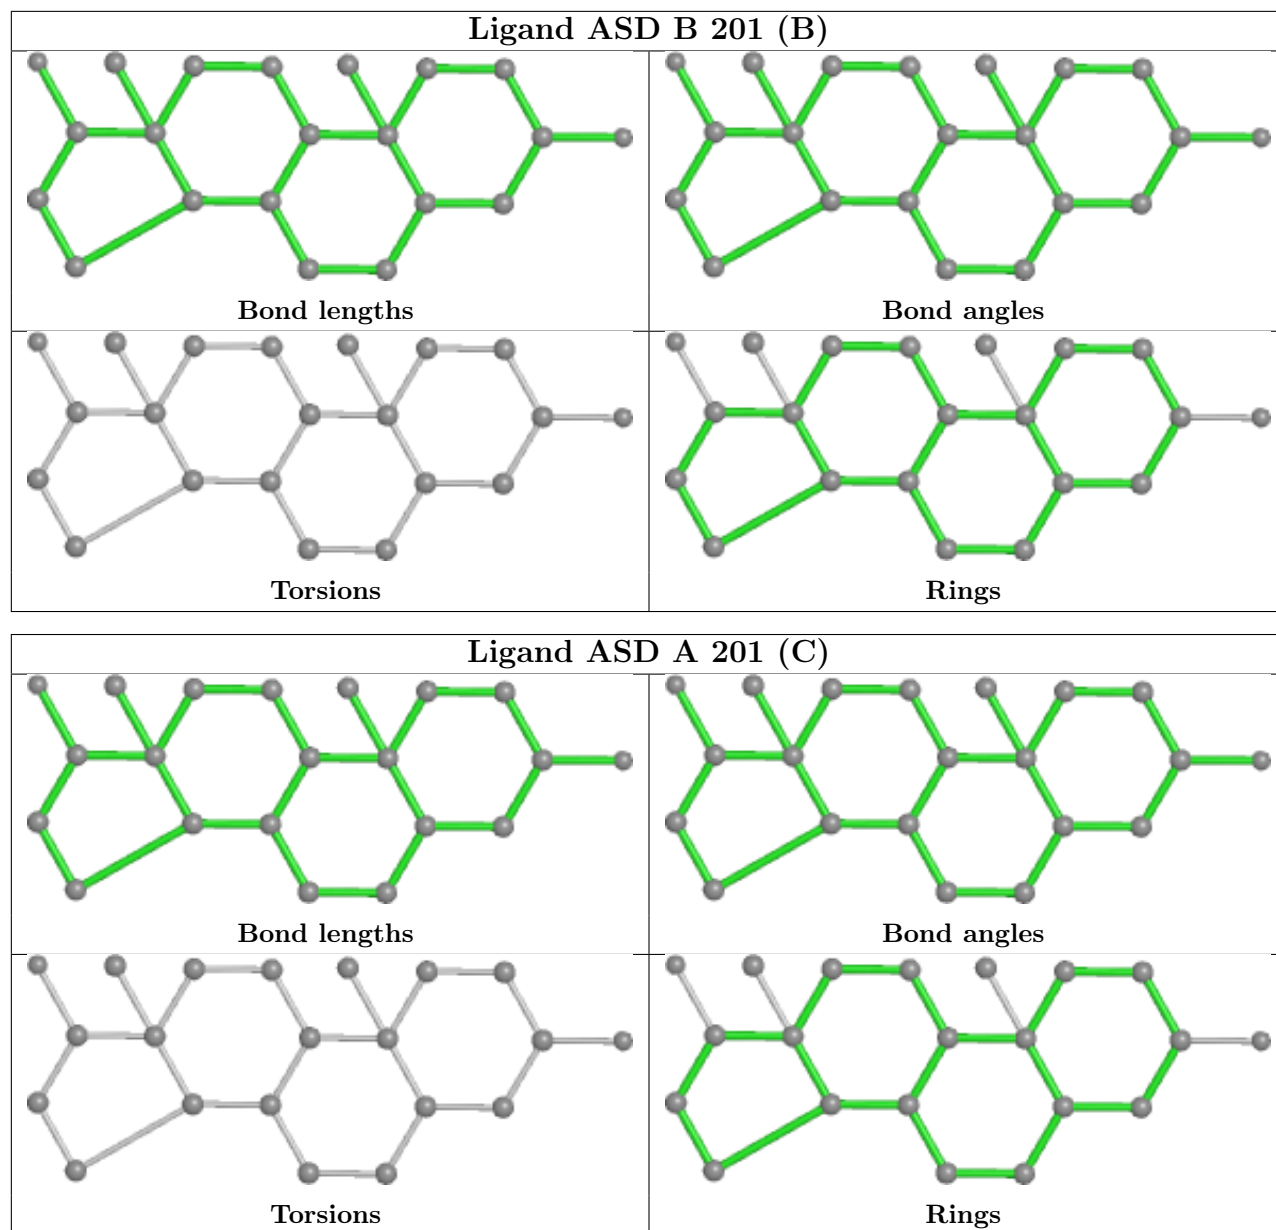 Ligand ASD B 201 (B)
Bond lengths
Bond angles
Torsions
Rings
Ligand ASD A 201 (C)
Bond lengths
Bond angles
Torsions
Rings